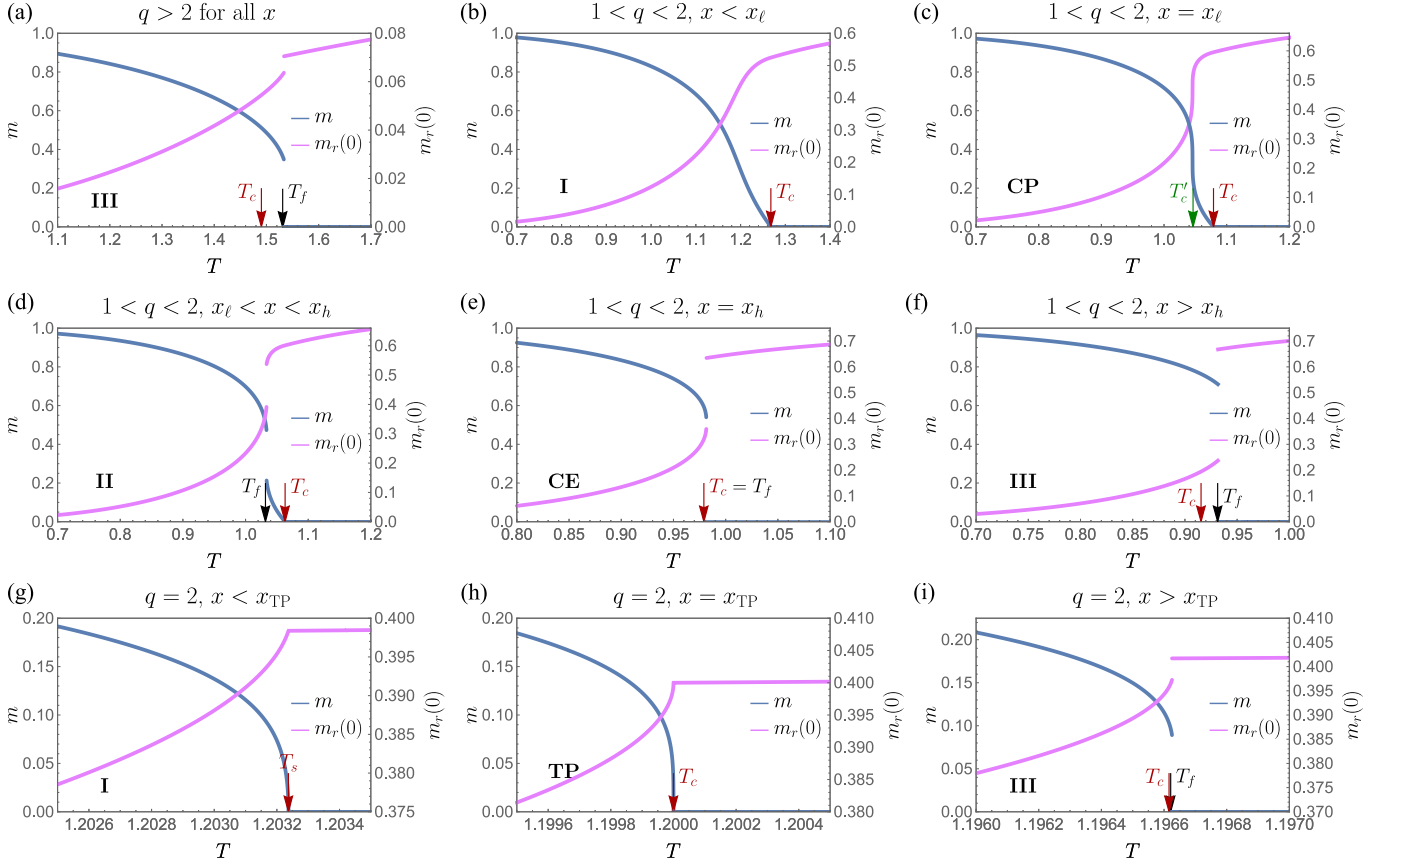 (a)
q > 2 for all x
1.0
0.8
0.6
0.4
0.2
0.0
m
0.08
0.06
0.04
0.02
0.00
m_r(0)
m
m_r(0)
III
T_c
T_f
1.1 1.2 1.3 1.4 1.5 1.6 1.7
T
(b)
1 < q < 2, x < x_ℓ
1.0
0.8
0.6
0.4
0.2
0.0
m
0.6
0.5
0.4
0.3
0.2
0.1
0.0
m_r(0)
m
m_r(0)
I
T_c
0.7 0.8 0.9 1.0 1.1 1.2 1.3 1.4
T
(c)
1 < q < 2, x = x_ℓ
1.0
0.8
0.6
0.4
0.2
0.0
m
0.6
0.5
0.4
0.3
0.2
0.1
0.0
m_r(0)
m
m_r(0)
CP
T′_c
T_c
0.7 0.8 0.9 1.0 1.1 1.2
T
(d)
1 < q < 2, x_ℓ < x < x_h
1.0
0.8
0.6
0.4
0.2
0.0
m
0.6
0.5
0.4
0.3
0.2
0.1
0.0
m_r(0)
m
m_r(0)
II
T_f
T_c
0.7 0.8 0.9 1.0 1.1 1.2
T
(e)
1 < q < 2, x = x_h
1.0
0.8
0.6
0.4
0.2
0.0
m
0.7
0.6
0.5
0.4
0.3
0.2
0.1
0.0
m_r(0)
m
m_r(0)
CE
T_c = T_f
0.80 0.85 0.90 0.95 1.00 1.05 1.10
T
(f)
1 < q < 2, x > x_h
1.0
0.8
0.6
0.4
0.2
0.0
m
0.7
0.6
0.5
0.4
0.3
0.2
0.1
0.0
m_r(0)
m
m_r(0)
III
T_c
T_f
0.70 0.75 0.80 0.85 0.90 0.95 1.00
T
(g)
q = 2, x < x_TP
0.20
0.15
0.10
0.05
0.00
m
0.400
0.395
0.390
0.385
0.380
0.375
m_r(0)
m
m_r(0)
I
T_s
1.2026 1.2028 1.2030 1.2032 1.2034
T
(h)
q = 2, x = x_TP
0.20
0.15
0.10
0.05
0.00
m
0.410
0.405
0.400
0.395
0.390
0.385
0.380
m_r(0)
m
m_r(0)
TP
T_c
1.1996 1.1998 1.2000 1.2002 1.2004
T
(i)
q = 2, x > x_TP
0.20
0.15
0.10
0.05
0.00
m
0.410
0.405
0.400
0.395
0.390
0.385
0.380
0.375
0.370
m_r(0)
m
m_r(0)
III
T_c
T_f
1.1960 1.1962 1.1964 1.1966 1.1968 1.1970
T